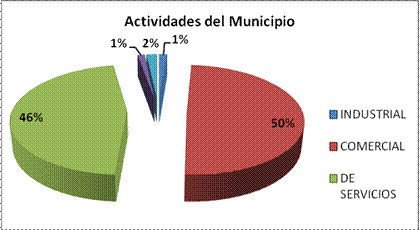 Actividades del Municipio
1% 2% 1%
46%
50%
INDUSTRIAL
COMERCIAL
DE
SERVICIOS